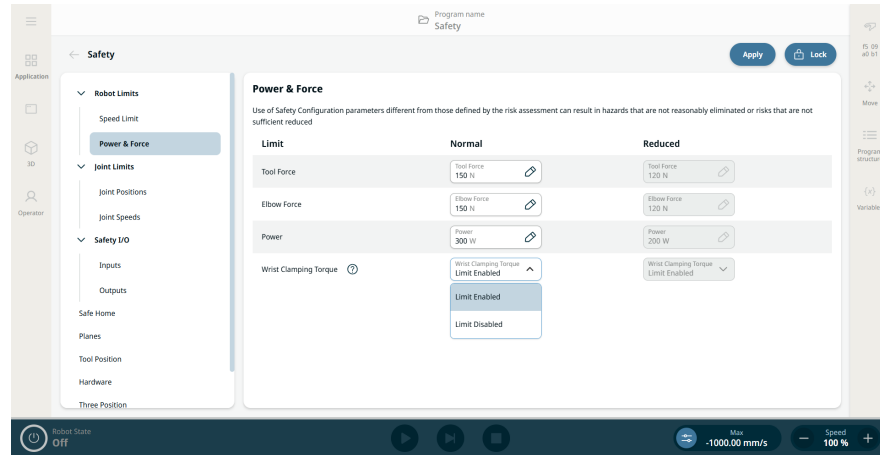 Program name
Safety
Safety
Apply
Lock
f5 09
a0 b1
Application
3D
Operator
Move
Program
structur
{x}
Variable
Robot Limits
Speed Limit
Power & Force
Joint Limits
Joint Positions
Joint Speeds
Safety I/O
Inputs
Outputs
Safe Home
Planes
Tool Position
Hardware
Three Position
Power & Force
Use of Safety Configuration parameters different from those defined by the risk assessment can result in hazards that are not reasonably eliminated or risks that are not
sufficient reduced
Limit Normal Reduced
Tool Force
Tool Force
150 N
Tool Force
120 N
Elbow Force
Elbow Force
150 N
Elbow Force
120 N
Power
Power
300 W
Power
200 W
Wrist Clamping Torque ?
Wrist Clamping Torque
Limit Enabled
Wrist Clamping Torque
Limit Enabled
Limit Enabled
Limit Disabled
Robot State
Off
Max
-1000.00 mm/s
Speed
100 %